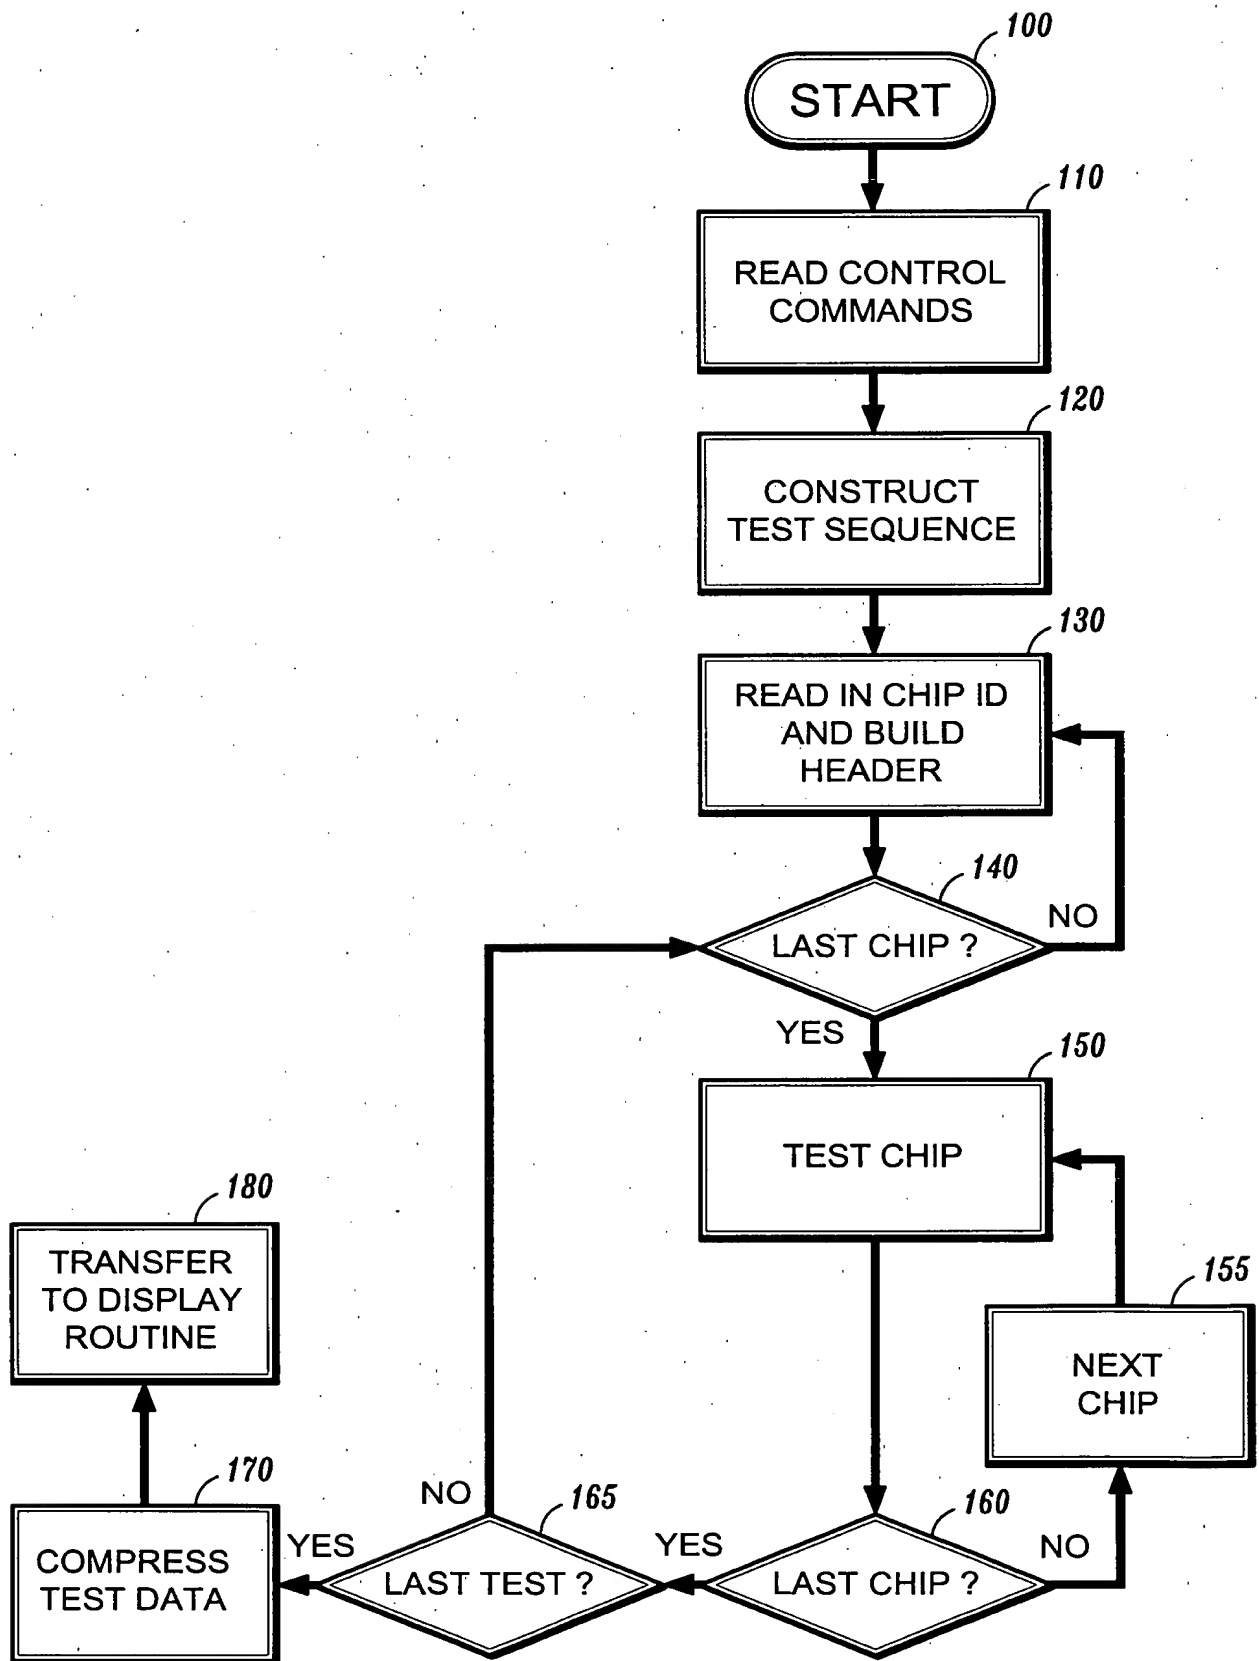 100
START
110
READ CONTROL
COMMANDS
120
CONSTRUCT
TEST SEQUENCE
130
READ IN CHIP ID
AND BUILD
HEADER
140
LAST CHIP ?
NO
YES
150
TEST CHIP
155
NEXT
CHIP
160
LAST CHIP ?
NO
YES
165
LAST TEST ?
NO
YES
170
COMPRESS
TEST DATA
180
TRANSFER
TO DISPLAY
ROUTINE